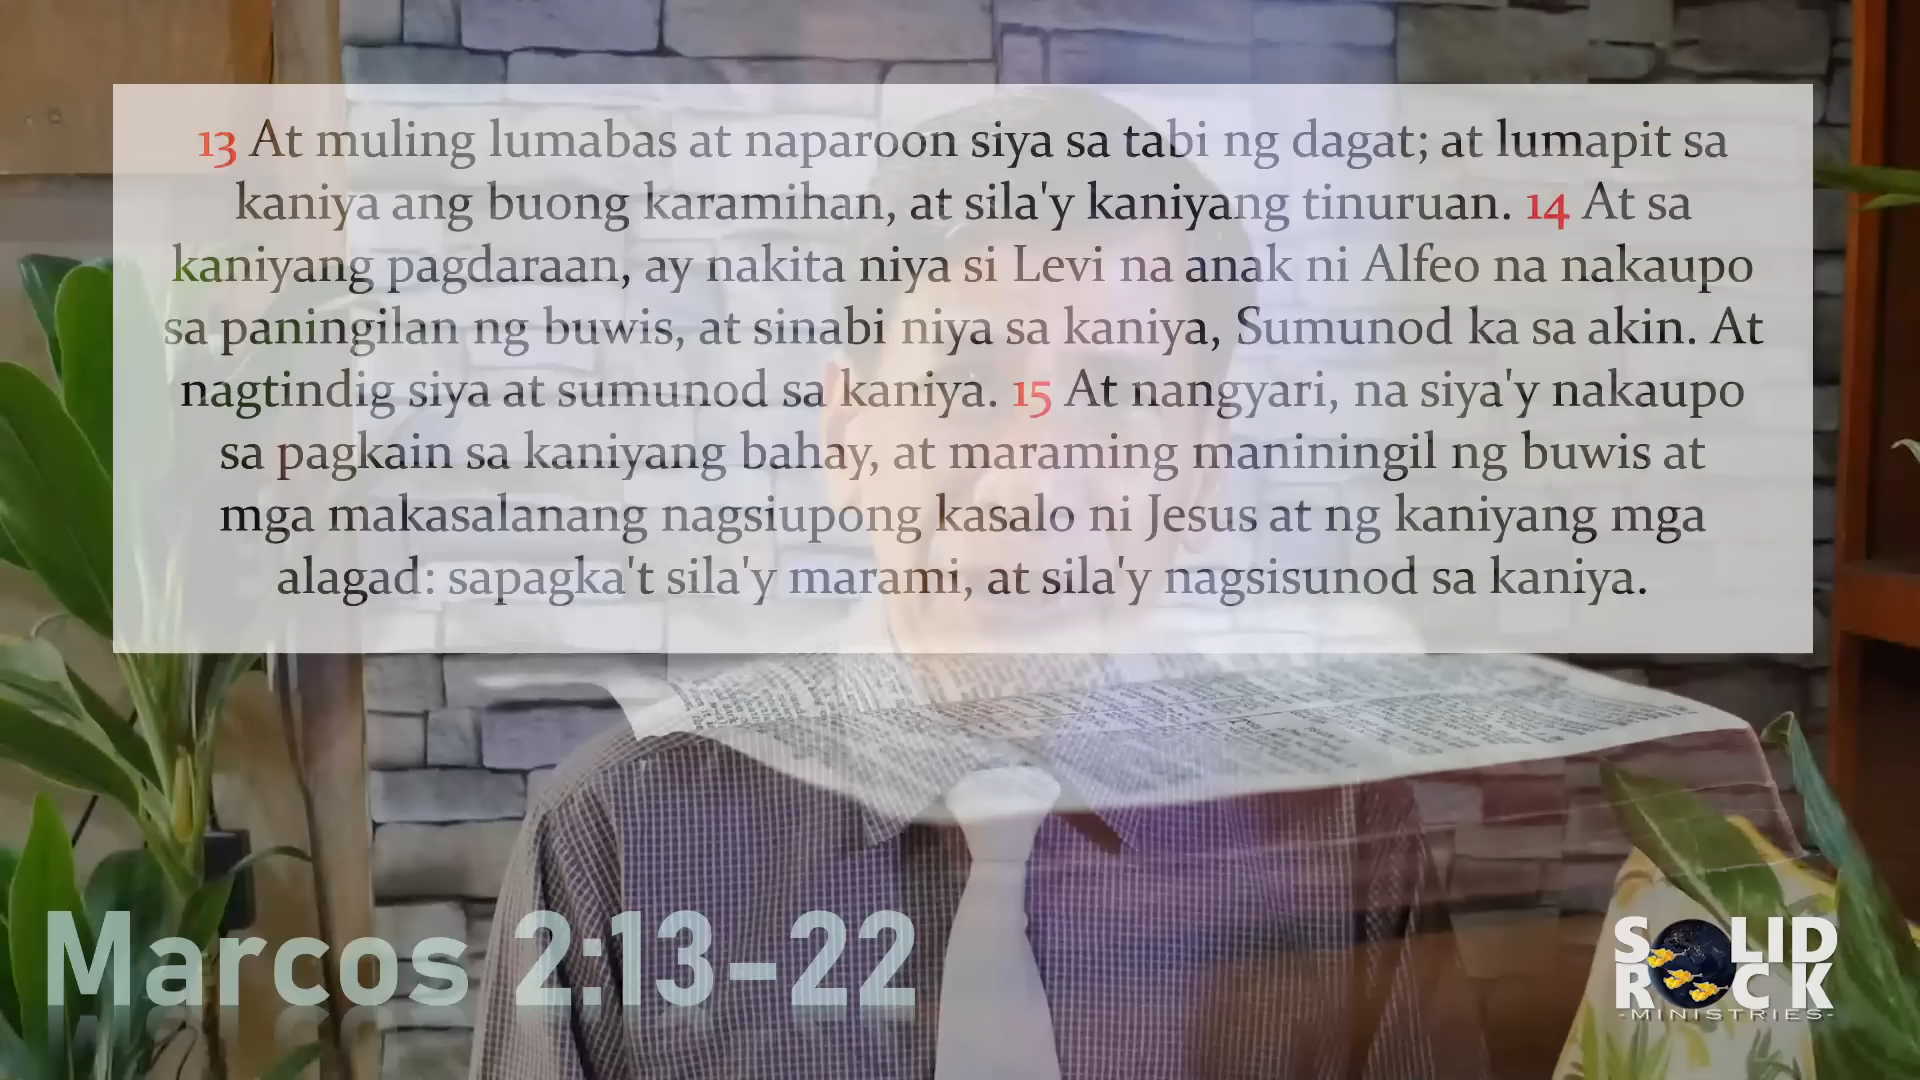 13 At muling lumabas at naparoon siya sa tabi ng dagat; at lumapit sa
kaniya ang buong karamihan, at sila'y kaniyang tinuruan. 14 At sa
kaniyang pagdaraan, ay nakita niya si Levi na anak ni Alfeo na nakaupo
sa paningilan ng buwis, at sinabi niya sa kaniya, Sumunod ka sa akin. At
nagtindig siya at sumunod sa kaniya. 15 At nangyari, na siya'y nakaupo
sa pagkain sa kaniyang bahay, at maraming maniningil ng buwis at
mga makasalanang nagsiupong kasalo ni Jesus at ng kaniyang mga
alagad: sapagka't sila'y marami, at sila'y nagsisunod sa kaniya.
Marcos 2:13-22
SOLID
ROCK
-MINISTRIES-